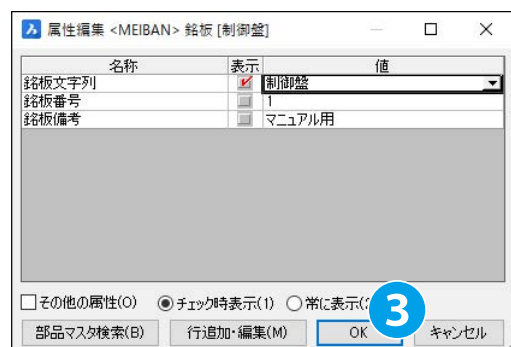 属性編集 <MEIBAN> 銘板 [制御盤]
名称 表示 値
銘板文字列 制御盤
銘板番号 1
銘板備考 マニュアル用
その他の属性(O) チェック時表示(1) 常に表示(
3
部品マスタ検索(B) 行追加・編集(M) OK キャンセル